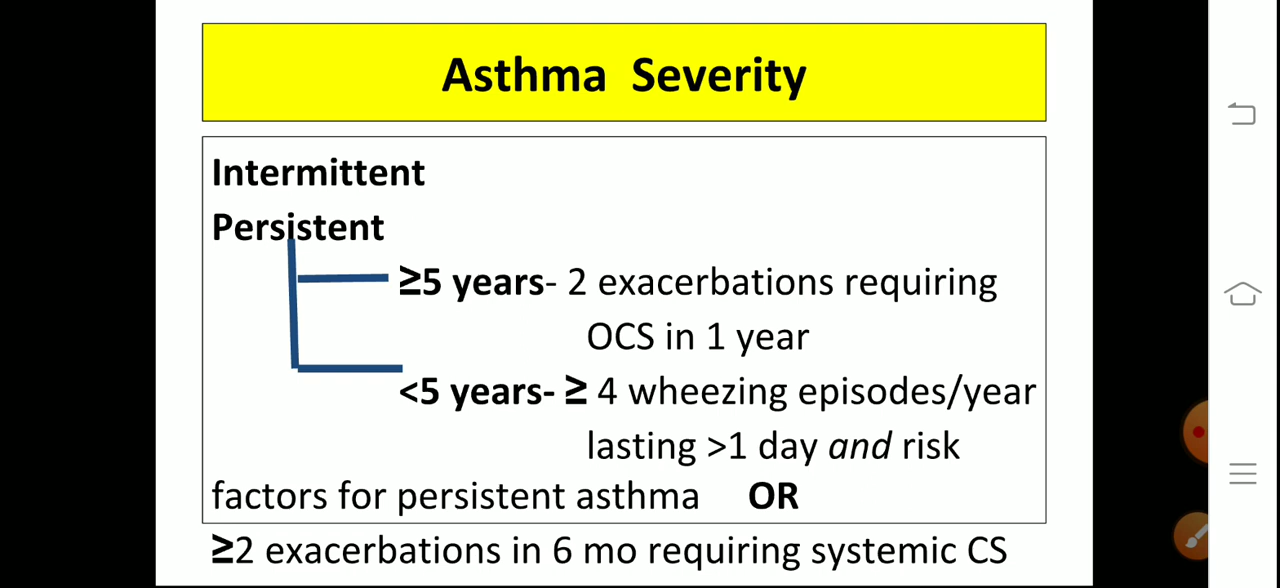 Asthma Severity
Intermittent
Persistent
≥5 years- 2 exacerbations requiring
OCS in 1 year
<5 years- ≥ 4 wheezing episodes/year
lasting >1 day and risk
factors for persistent asthma OR
≥2 exacerbations in 6 mo requiring systemic CS